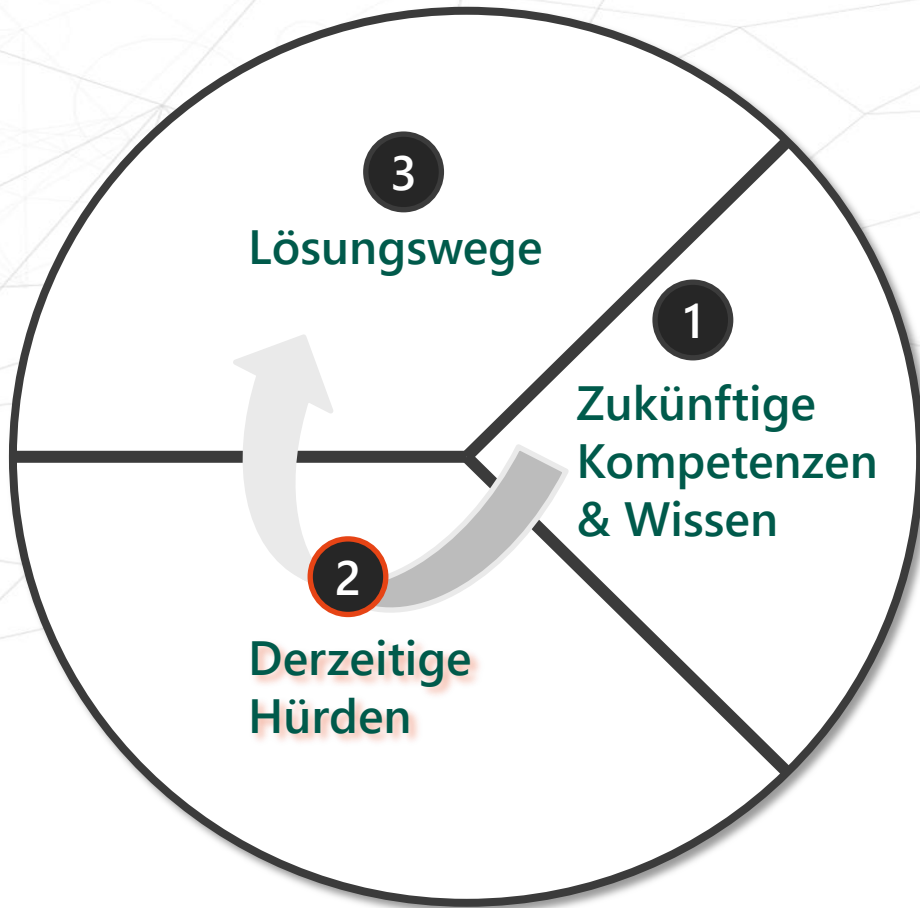 3
Lösungswege
1
Zukünftige
Kompetenzen
& Wissen
2
Derzeitige
Hürden